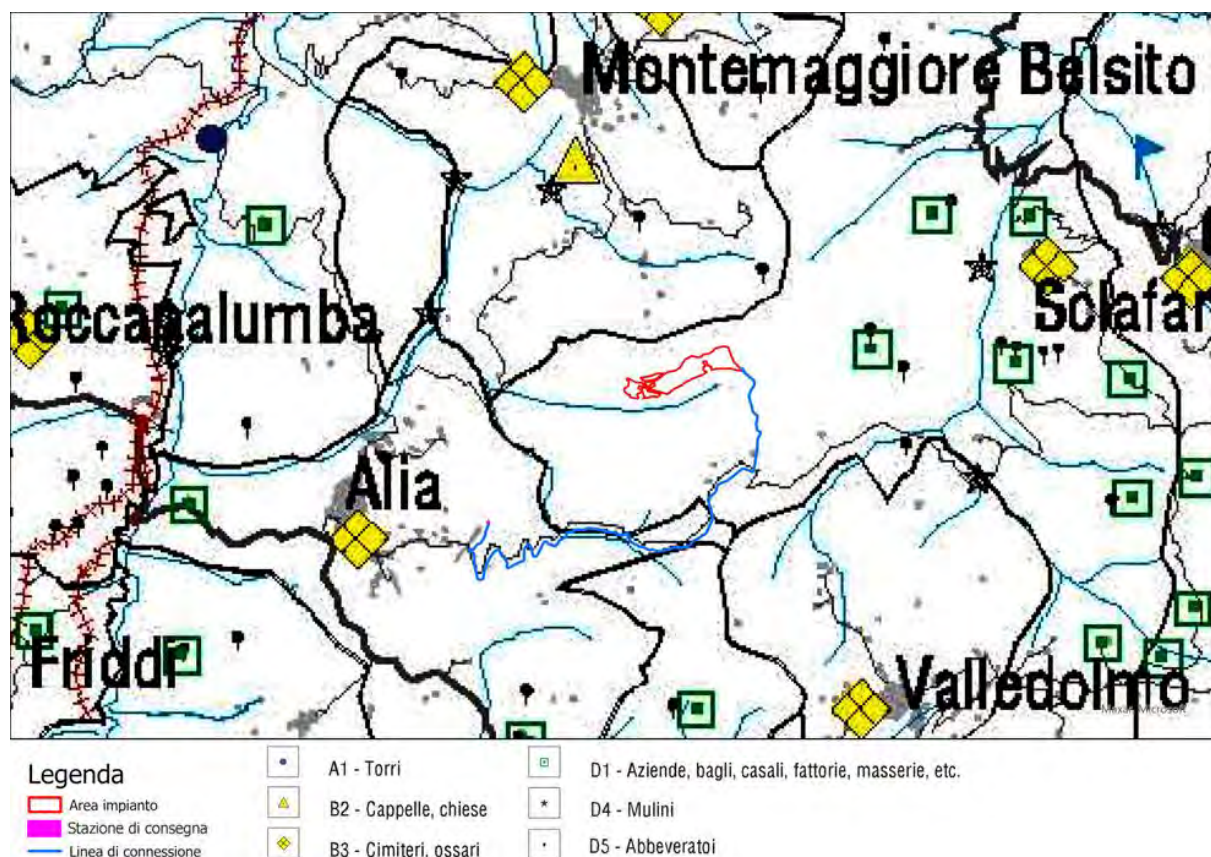 Montemaggiore Belsito
Roccapalumba
Sclafan
Alia
Friddi
Valledolmo
Legenda
Area impianto
Stazione di consegna
Linea di connessione
A1 - Torri
B2 - Cappelle, chiese
B3 - Cimiteri, ossari
D1 - Aziende, bagli, casali, fattorie, masserie, etc.
D4 - Mulini
D5 - Abbeveratoi